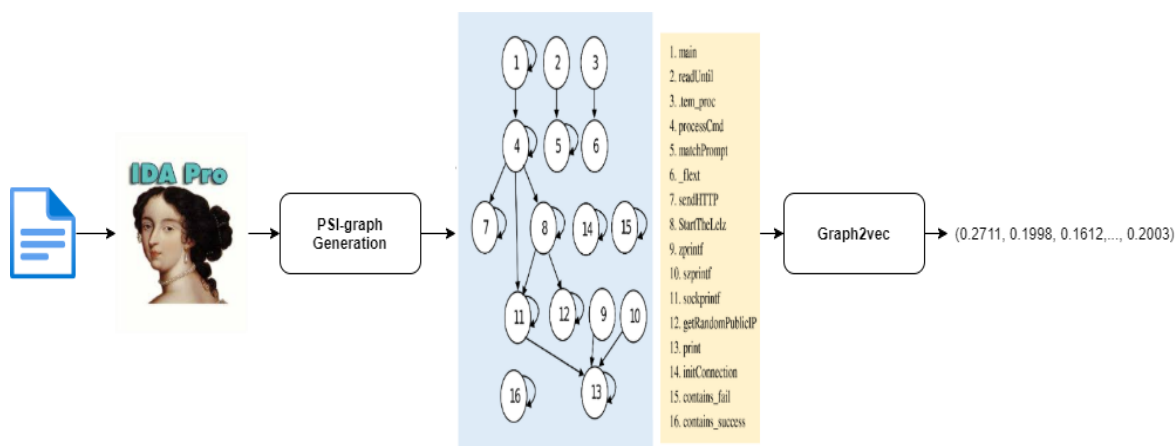 IDA Pro
PSI-graph
Generation
1
2
3
4
5
6
7
8
14
15
11
12
9
10
16
13
1. main
2. readUntil
3. .tem_proc
4. processCmd
5. matchPrompt
6. _flext
7. sendHTTP
8. StartTheLelz
9. zprintf
10. szprintf
11. sockprintf
12. getRandomPublicIP
13. print
14. initConnection
15. contains_fail
16. contains_success
Graph2vec
(0.2711, 0.1998, 0.1612,..., 0.2003)